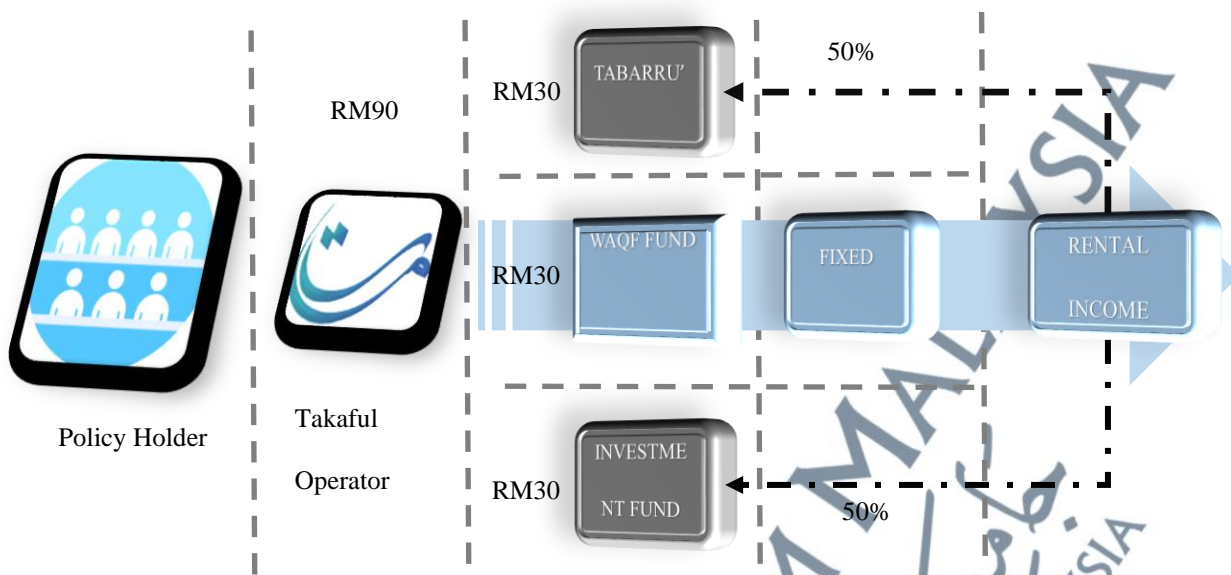 50%
TABARRU'
RM30
RM90
WAQF FUND
FIXED
RENTAL
INCOME
RM30
Policy Holder
Takaful
Operator
INVESTME
NT FUND
RM30
50%
MALAYSIA